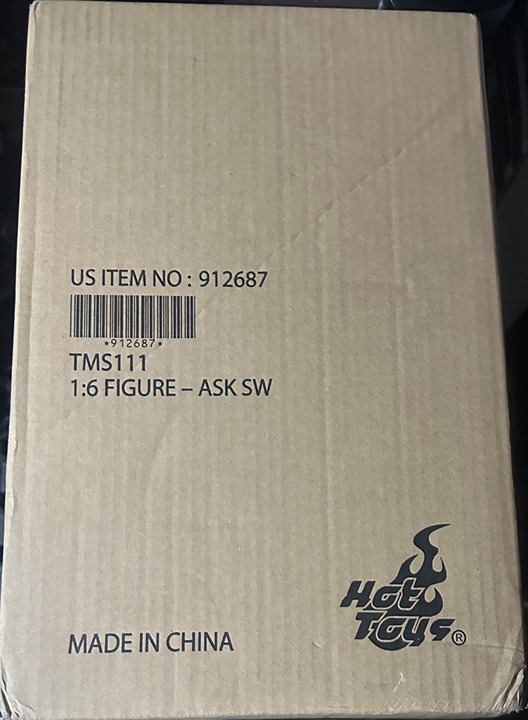 US ITEM NO : 912687
*912687*
TMS111
1:6 FIGURE – ASK SW
Hot
Toys®
MADE IN CHINA